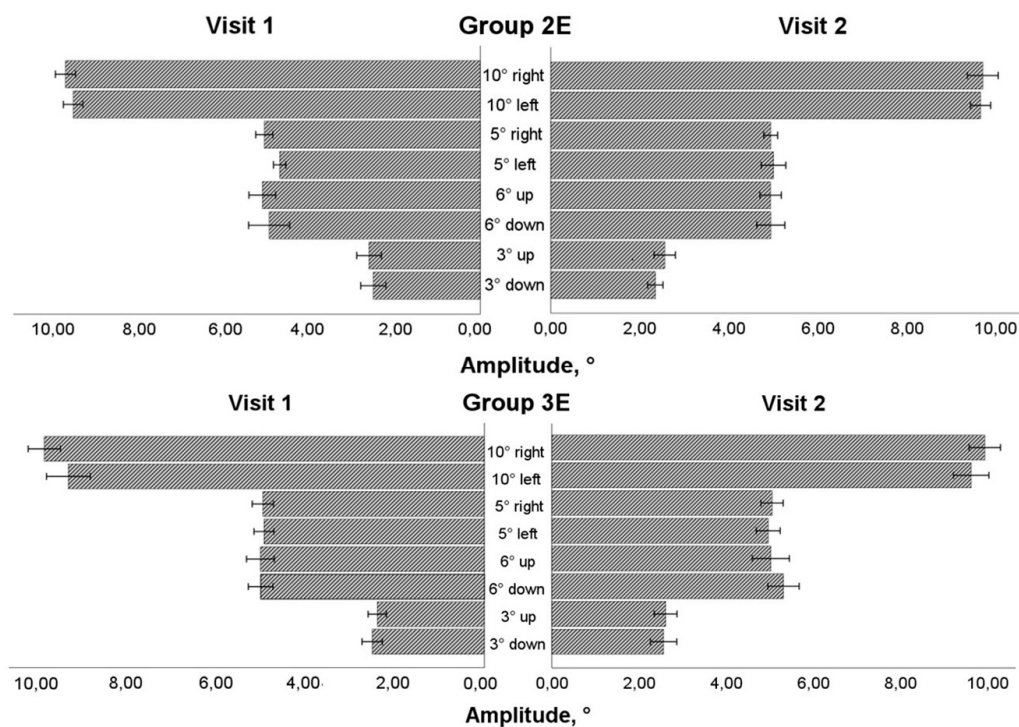 Visit 1 Group 2E Visit 2
10° right
10° left
5° right
5° left
6° up
6° down
3° up
3° down
10,00 8,00 6,00 4,00 2,00 0,00 0,00 2,00 4,00 6,00 8,00 10,00
Amplitude, °
Visit 1 Group 3E Visit 2
10° right
10° left
5° right
5° left
6° up
6° down
3° up
3° down
10,00 8,00 6,00 4,00 2,00 0,00 0,00 2,00 4,00 6,00 8,00 10,00
Amplitude, °